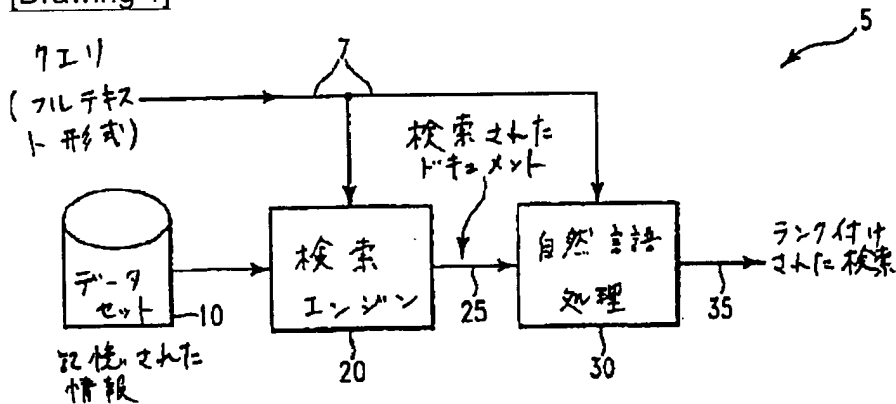 [Drawing 1]
5
クエリ
(フルテキス
ト形式)
7
検索された
ドキュメント
データ
セット
10
記憶された
情報
検索
エンジン
20
25
自然言語
処理
30
35
ランク付け
された検索